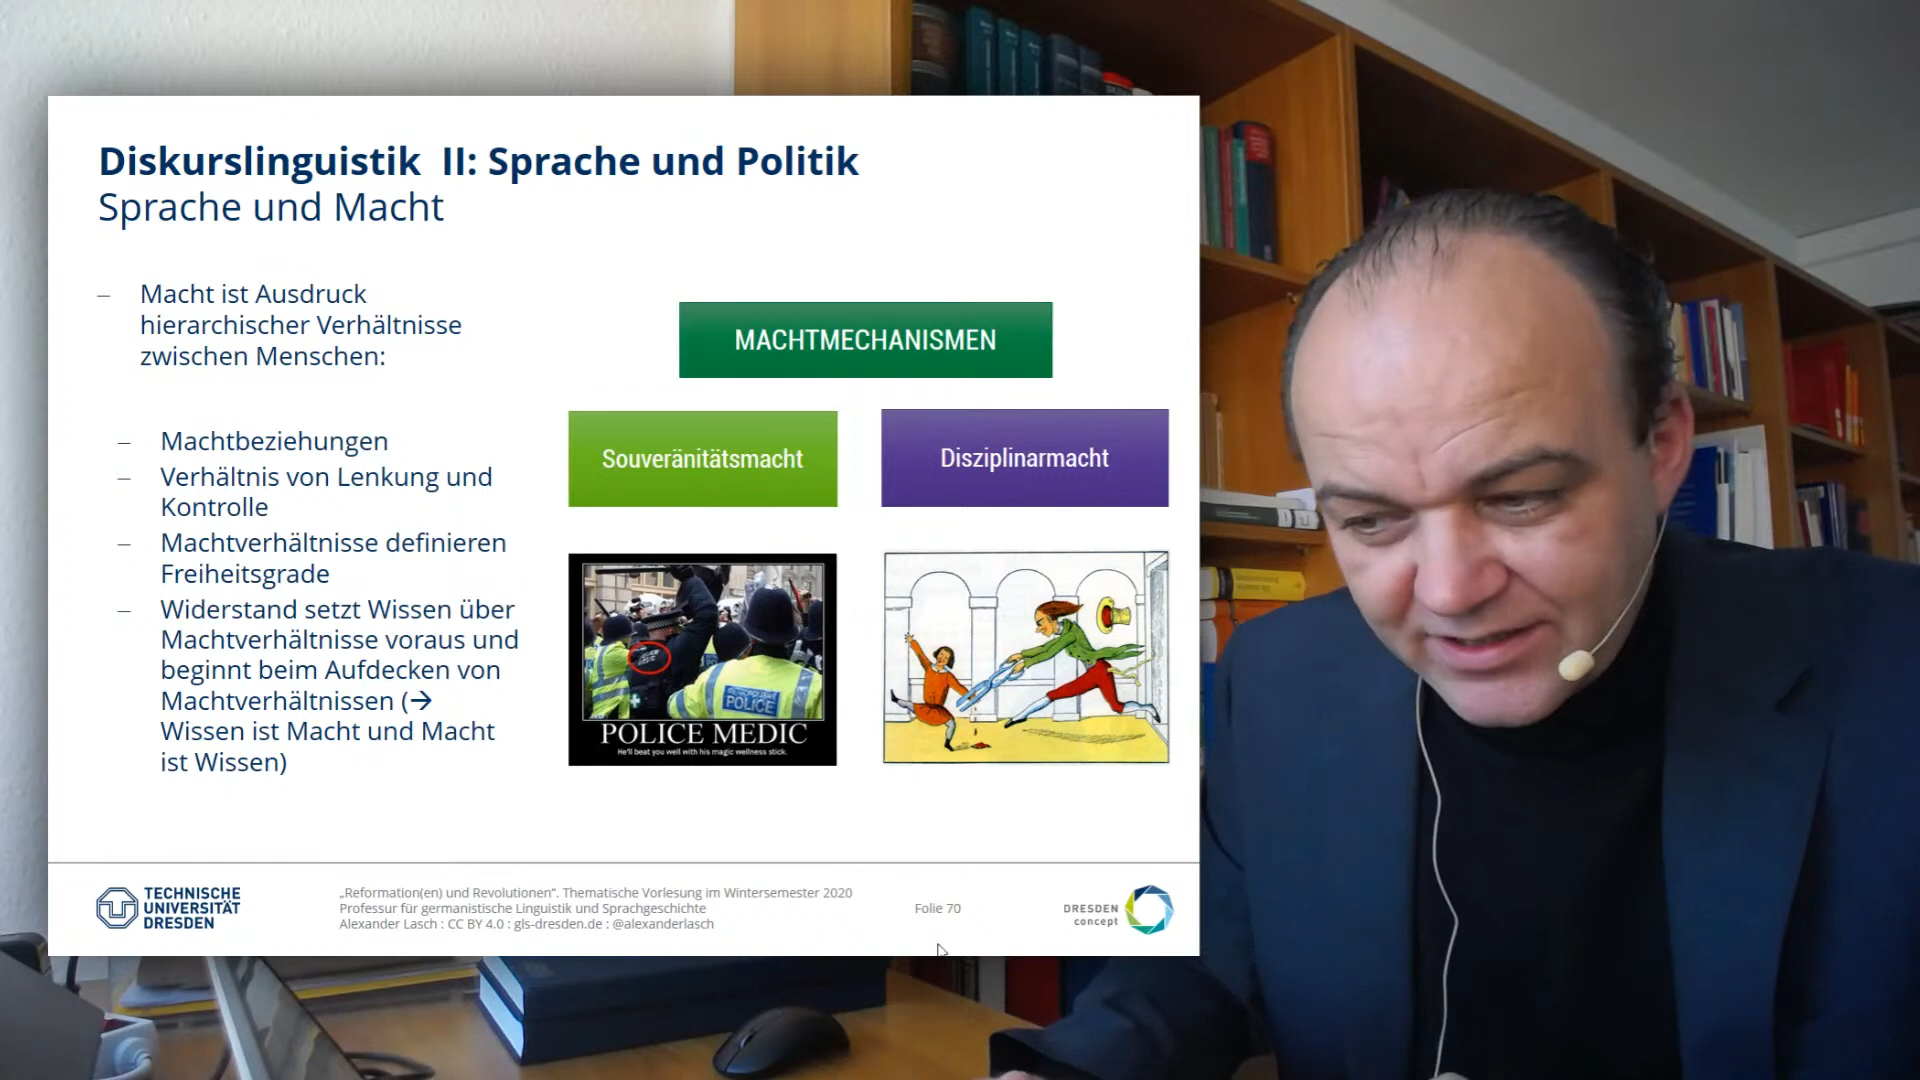 Diskurslinguistik II: Sprache und Politik
Sprache und Macht
– Macht ist Ausdruck
hierarchischer Verhältnisse
zwischen Menschen:
– Machtbeziehungen
– Verhältnis von Lenkung und
Kontrolle
– Machtverhältnisse definieren
Freiheitsgrade
– Widerstand setzt Wissen über
Machtverhältnisse voraus und
beginnt beim Aufdecken von
Machtverhältnissen (→
Wissen ist Macht und Macht
ist Wissen)
MACHTMECHANISMEN
Souveränitätsmacht
Disziplinarmacht
METROPOLITAN
POLICE
POLICE MEDIC
He'll beat you well with his magic wellness stick.
TECHNISCHE
UNIVERSITÄT
DRESDEN
„Reformation(en) und Revolutionen“. Thematische Vorlesung im Wintersemester 2020
Professur für germanistische Linguistik und Sprachgeschichte
Alexander Lasch : CC BY 4.0 : gls-dresden.de : @alexanderlasch
Folie 70
DRESDEN
concept